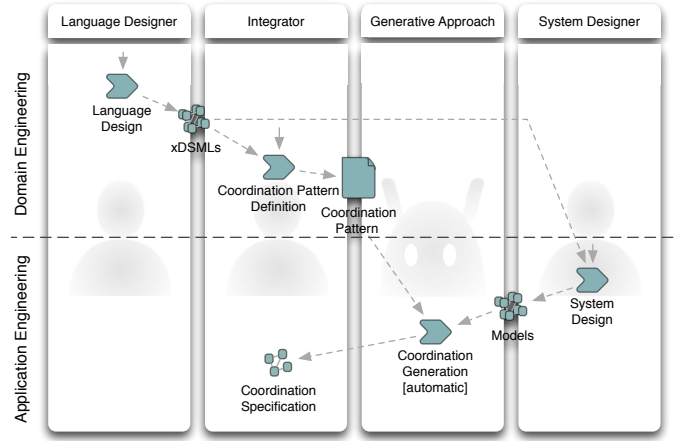 Language Designer
Integrator
Generative Approach
System Designer
Domain Engineering
Language
Design
xDSMLs
Coordination Pattern
Definition
Coordination
Pattern
Application Engineering
System
Design
Models
Coordination
Generation
[automatic]
Coordination
Specification